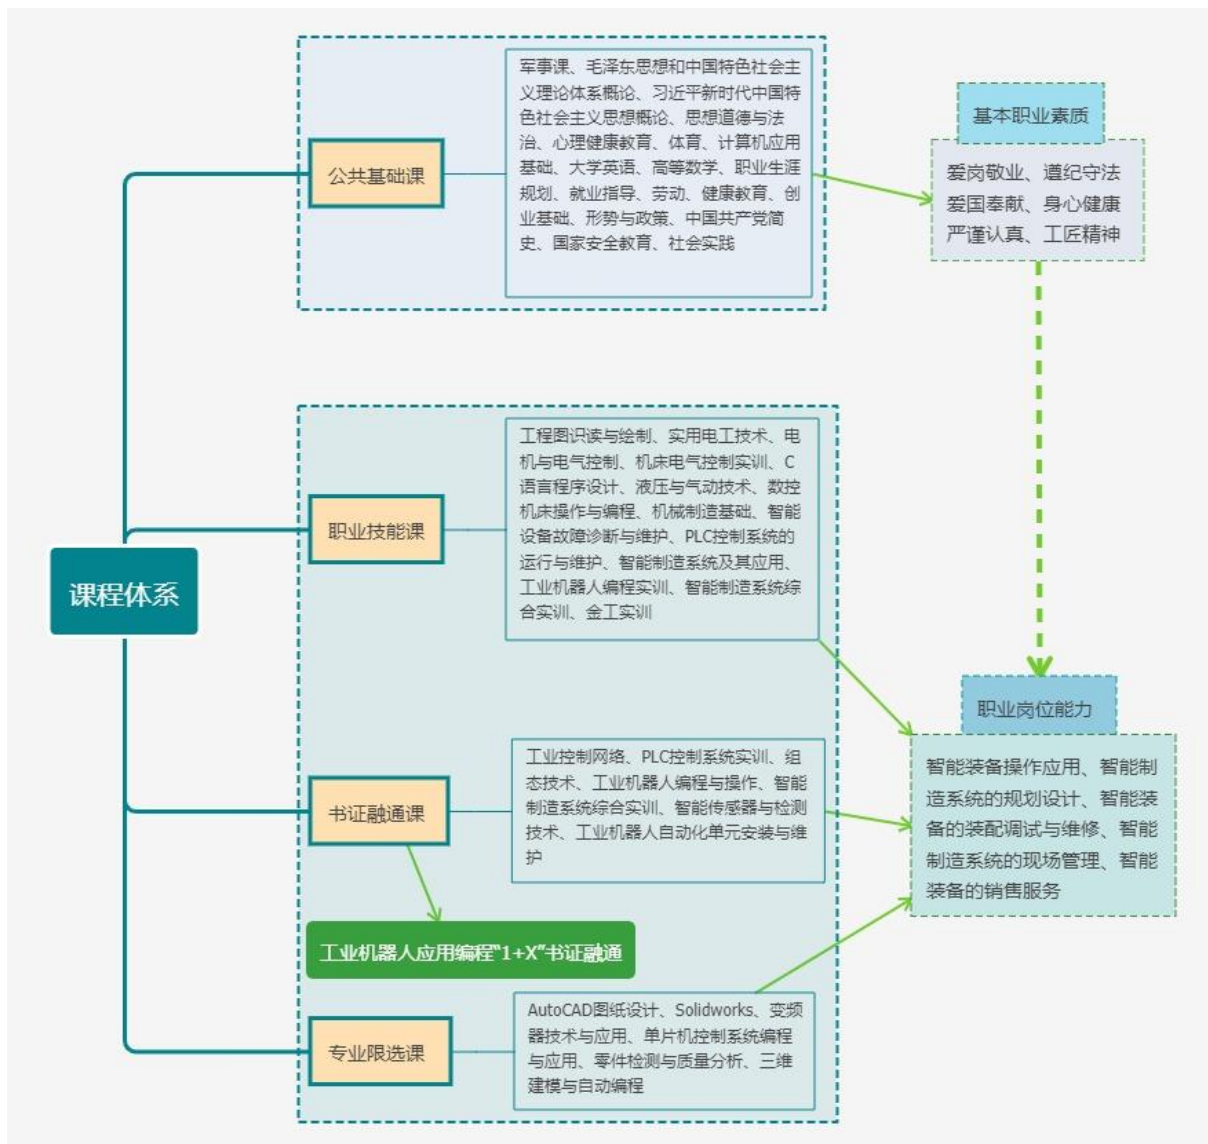 课程体系
公共基础课
军事课、毛泽东思想和中国特色社会主
义理论体系概论、习近平新时代中国特
色社会主义思想概论、思想道德与法
治、心理健康教育、体育、计算机应用
基础、大学英语、高等数学、职业生涯
规划、就业指导、劳动、健康教育、创
业基础、形势与政策、中国共产党简
史、国家安全教育、社会实践
基本职业素质
爱岗敬业、遵纪守法
爱国奉献、身心健康
严谨认真、工匠精神
职业技能课
工程图识读与绘制、实用电工技术、电
机与电气控制、机床电气控制实训、C
语言程序设计、液压与气动技术、数控
机床操作与编程、机械制造基础、智能
设备故障诊断与维护、PLC控制系统的
运行与维护、智能制造系统及其应用、
工业机器人编程实训、智能制造系统综
合实训、金工实训
职业岗位能力
智能装备操作应用、智能制
造系统的规划设计、智能装
备的装配调试与维修、智能
制造系统的现场管理、智能
装备的销售服务
书证融通课
工业控制网络、PLC控制系统实训、组
态技术、工业机器人编程与操作、智能
制造系统综合实训、智能传感器与检测
技术、工业机器人自动化单元安装与维
护
工业机器人应用编程“1+X”书证融通
专业限选课
AutoCAD图纸设计、Solidworks、变频
器技术与应用、单片机控制系统编程
与应用、零件检测与质量分析、三维
建模与自动编程